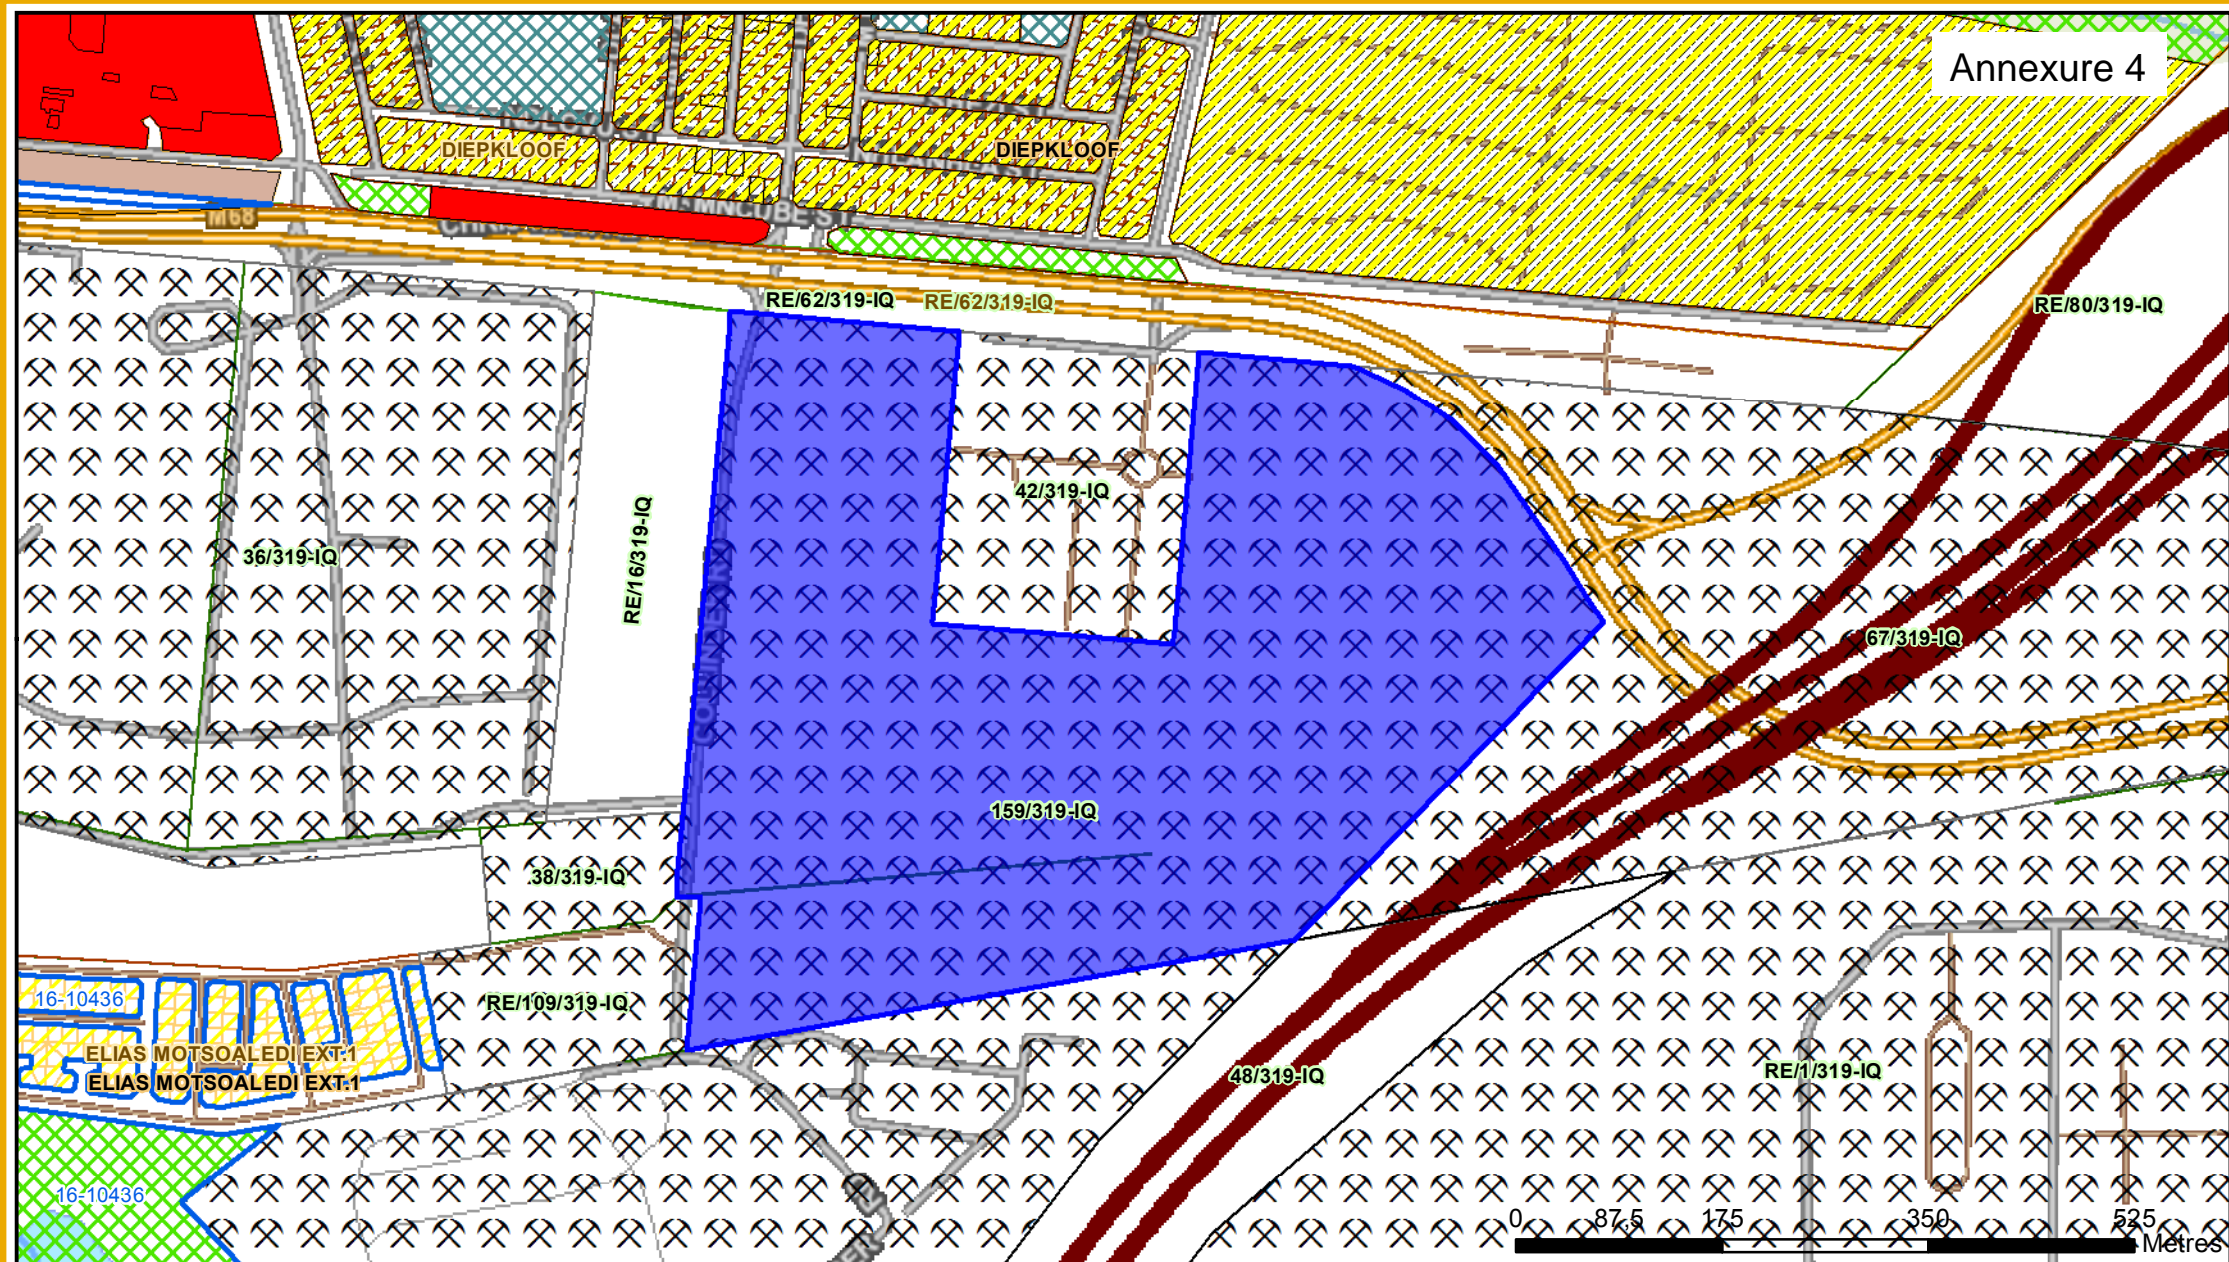 Annexure 4
DIEPKLOOF
DIEPKLOOF
M68
MNCUBE ST
RE/62/319-IQ
RE/62/319-IQ
RE/80/319-IQ
42/319-IQ
36/319-IQ
RE/16/319-IQ
67/319-IQ
159/319-IQ
38/319-IQ
RE/109/319-IQ
16-10436
ELIAS MOTSOALEDI EXT.1
ELIAS MOTSOALEDI EXT.1
48/319-IQ
RE/1/319-IQ
16-10436
0 87,5 175 350 525
Metres